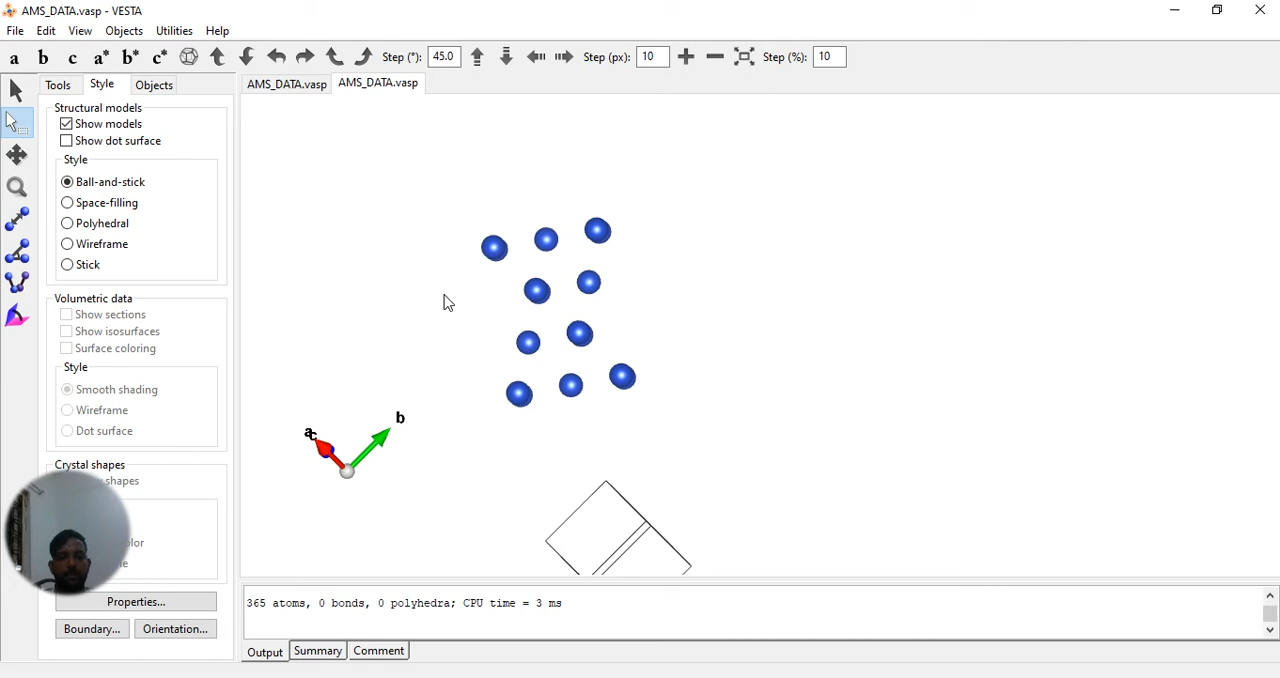 AMS_DATA.vasp - VESTA
File Edit View Objects Utilities Help
a b c a* b* c* Step (°): 45.0 Step (px): 10 Step (%): 10
Tools Style Objects
AMS_DATA.vasp AMS_DATA.vasp
Structural models
Show models
Show dot surface
Style
Ball-and-stick
Space-filling
Polyhedral
Wireframe
Stick
Volumetric data
Show sections
Show isosurfaces
Surface coloring
Style
Smooth shading
Wireframe
Dot surface
Crystal shapes
shapes
Properties...
Boundary... Orientation...
a c b
365 atoms, 0 bonds, 0 polyhedra; CPU time = 3 ms
Output Summary Comment